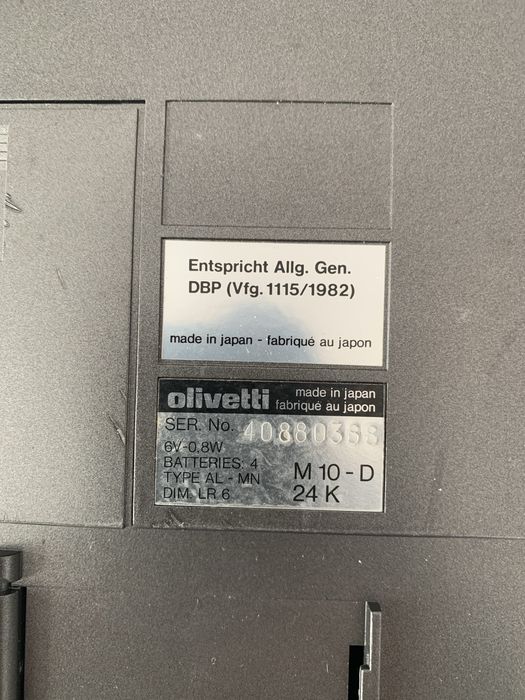 Entspricht Allg. Gen.
DBP (Vfg. 1115/1982)
made in japan - fabriqué au japon
olivetti made in japan
fabriqué au japon
SER. No.
6V-0.8W
BATTERIES: 4
TYPE AL - MN
DIM. LR 6
M 10 - D
24 K